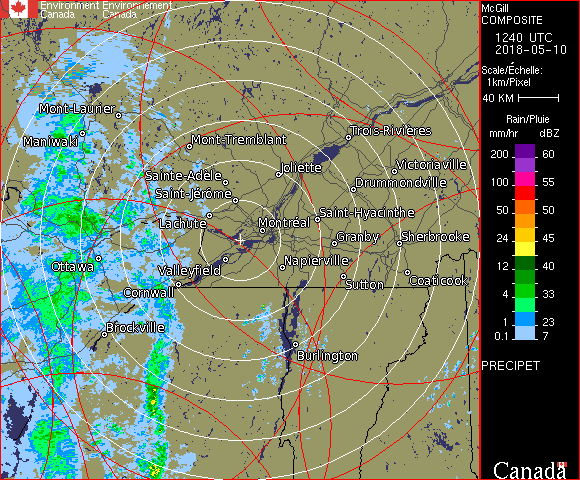 Environment Environnement
Canada Canada
McGill
COMPOSITE
1240 UTC
2018-05-10
Scale/Échelle:
1km/Pixel
40 KM
Rain/Pluie
mm/hr dBZ
200 60
100 55
50 50
24 45
12 40
4 33
1 23
0.1 7
PRECIPET
Canada
Mont-Laurier
Maniwaki
Mont-Tremblant
Trois-Rivières
Joliette
Victoriaville
Sainte-Adèle
Drummondville
Saint-Jérôme
Saint-Hyacinthe
Lachute
Montréal
Granby
Sherbrooke
Ottawa
Valleyfield
Napierville
Cornwall
Sutton
Coaticook
Brockville
Burlington